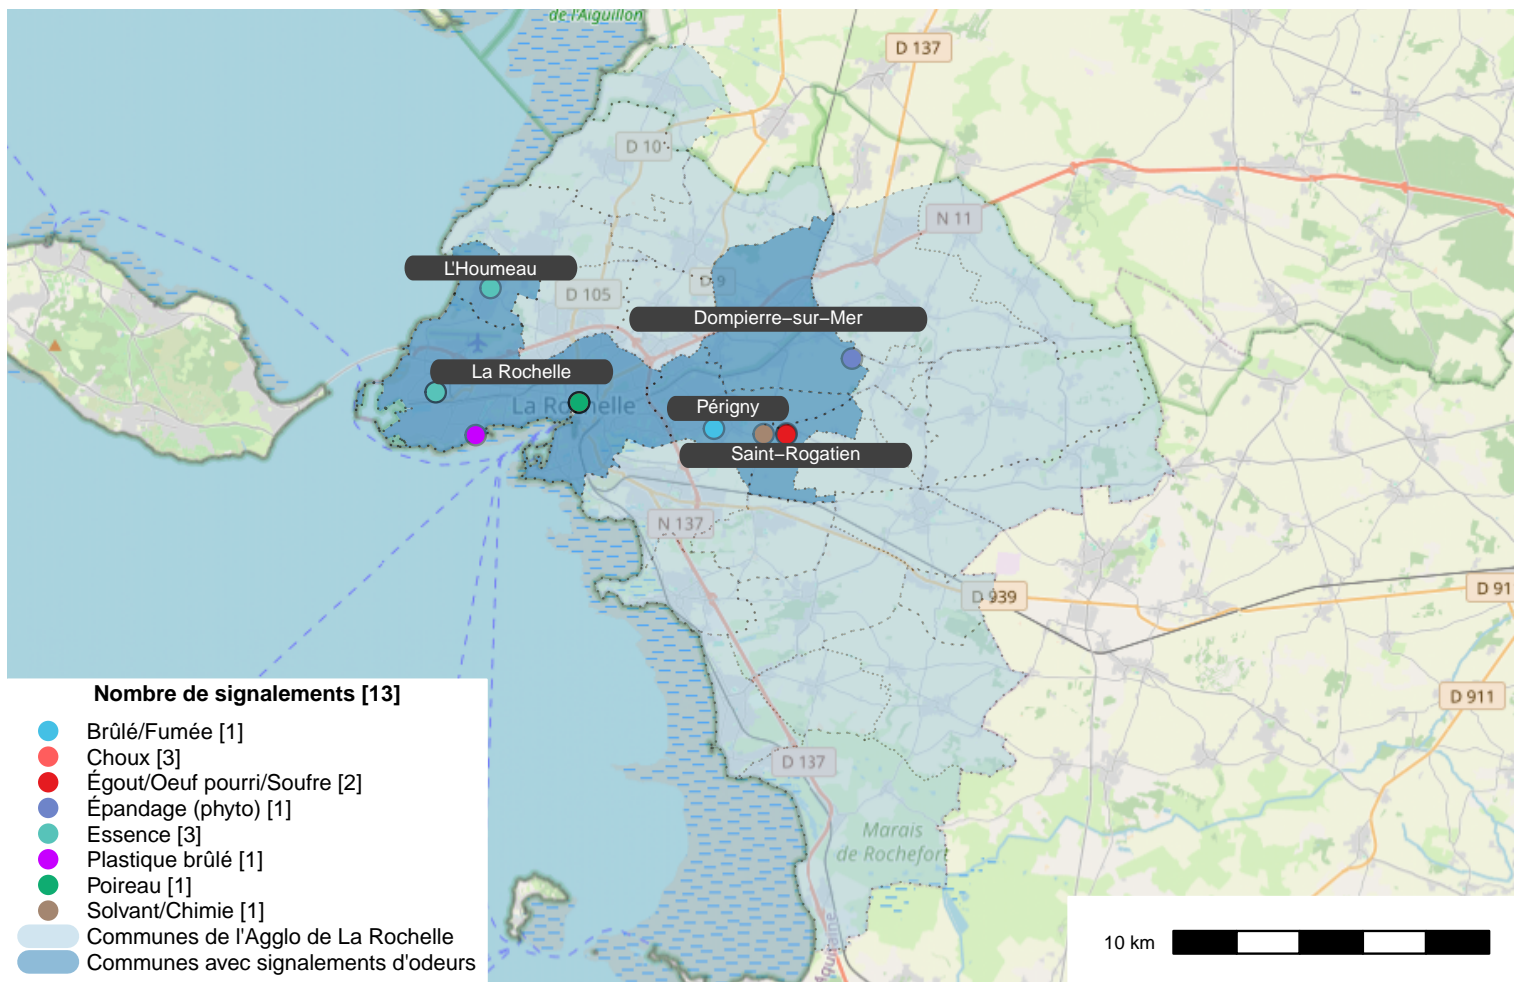 de l'Aiguillon
D 137
D 10
N 11
L'Houmeau
D 9
D 105
Dompierre−sur−Mer
La Rochelle
Périgny
La Rochelle
Saint−Rogatien
N 137
D 939
D 91
D 911
D 137
Marais
de Rochefort
Aquitaine
Nombre de signalements [13]
Brûlé/Fumée [1]
Choux [3]
Égout/Oeuf pourri/Soufre [2]
Épandage (phyto) [1]
Essence [3]
Plastique brûlé [1]
Poireau [1]
Solvant/Chimie [1]
Communes de l'Agglo de La Rochelle
Communes avec signalements d'odeurs
10 km